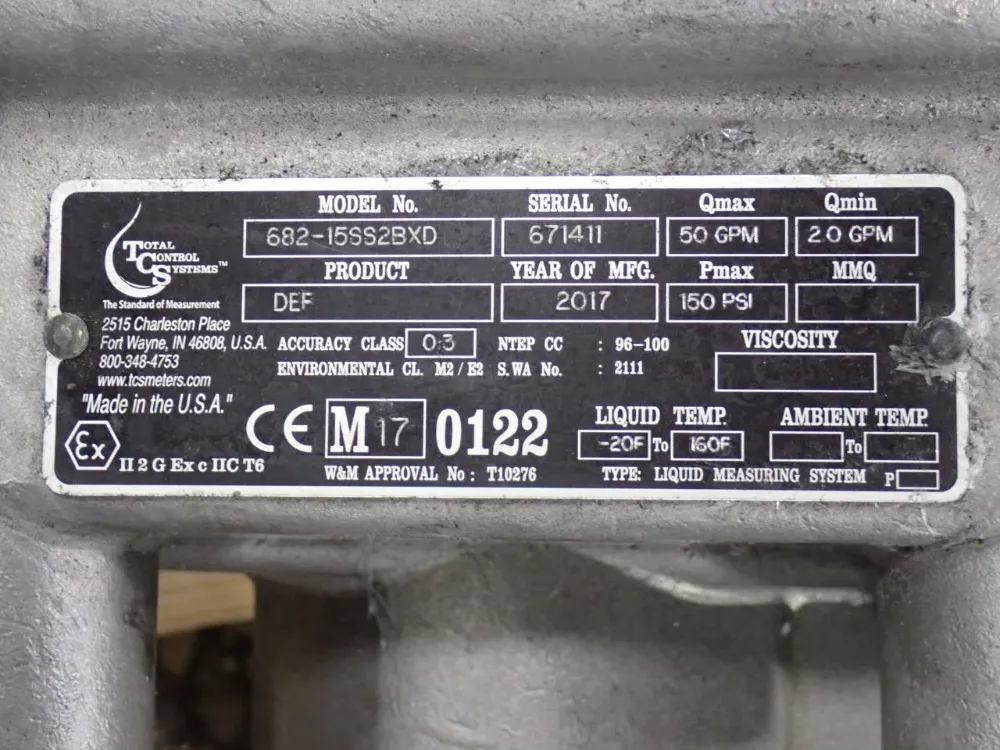 TOTAL CONTROL SYSTEMS™
The Standard of Measurement
2515 Charleston Place
Fort Wayne, IN 46808, U.S.A.
800-348-4753
www.tcsmeters.com
"Made in the U.S.A."
Ex II 2 G Ex c IIC T6
MODEL No. SERIAL No. Qmax Qmin
682-15SS2BXD 671411 50 GPM 2.0 GPM
PRODUCT YEAR OF MFG. Pmax MMQ
DEF 2017 150 PSI
ACCURACY CLASS 0.3 NTEP CC : 96-100 VISCOSITY
ENVIRONMENTAL CL. M2/E2 S.WA No. : 2111
CE M 17 0122
LIQUID TEMP. AMBIENT TEMP.
-20F To 160F To
W&M APPROVAL No : T10276 TYPE: LIQUID MEASURING SYSTEM P